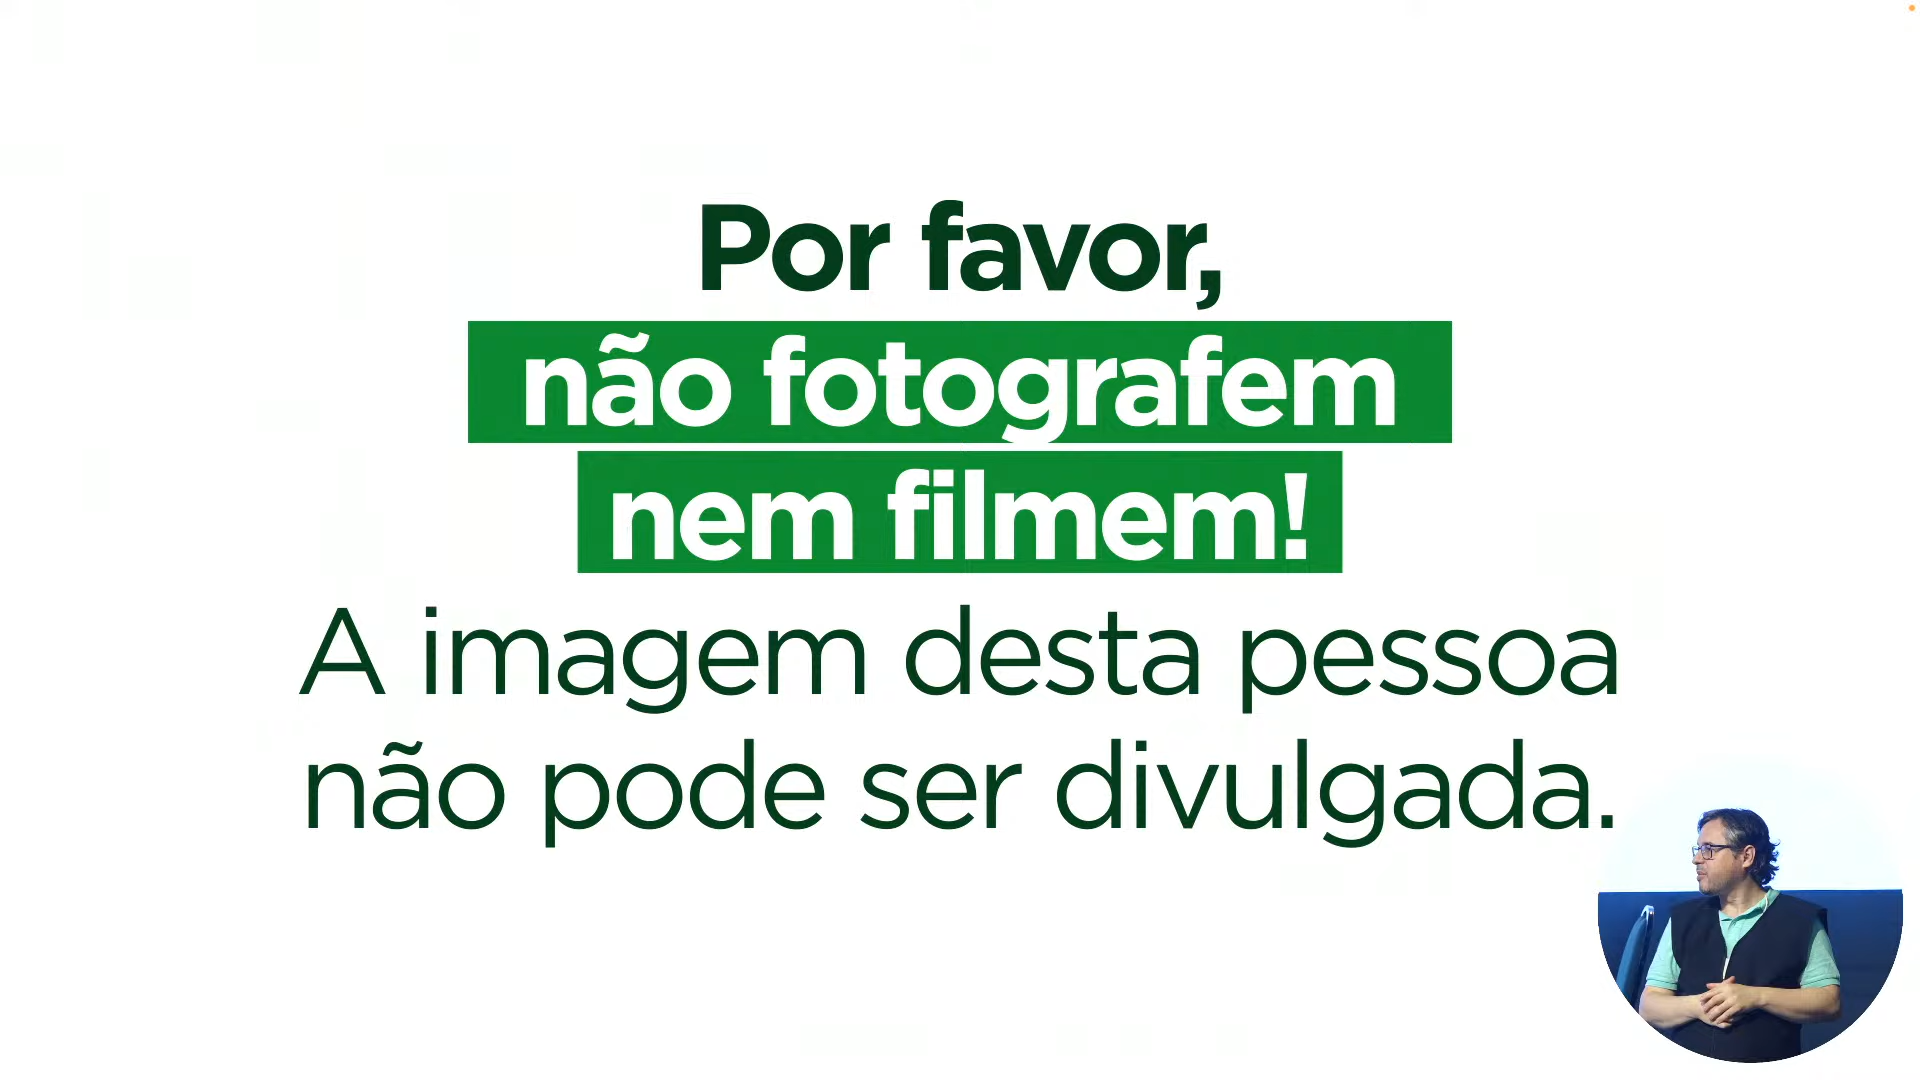 Por favor,
não fotografem
nem filmem!
A imagem desta pessoa
não pode ser divulgada.